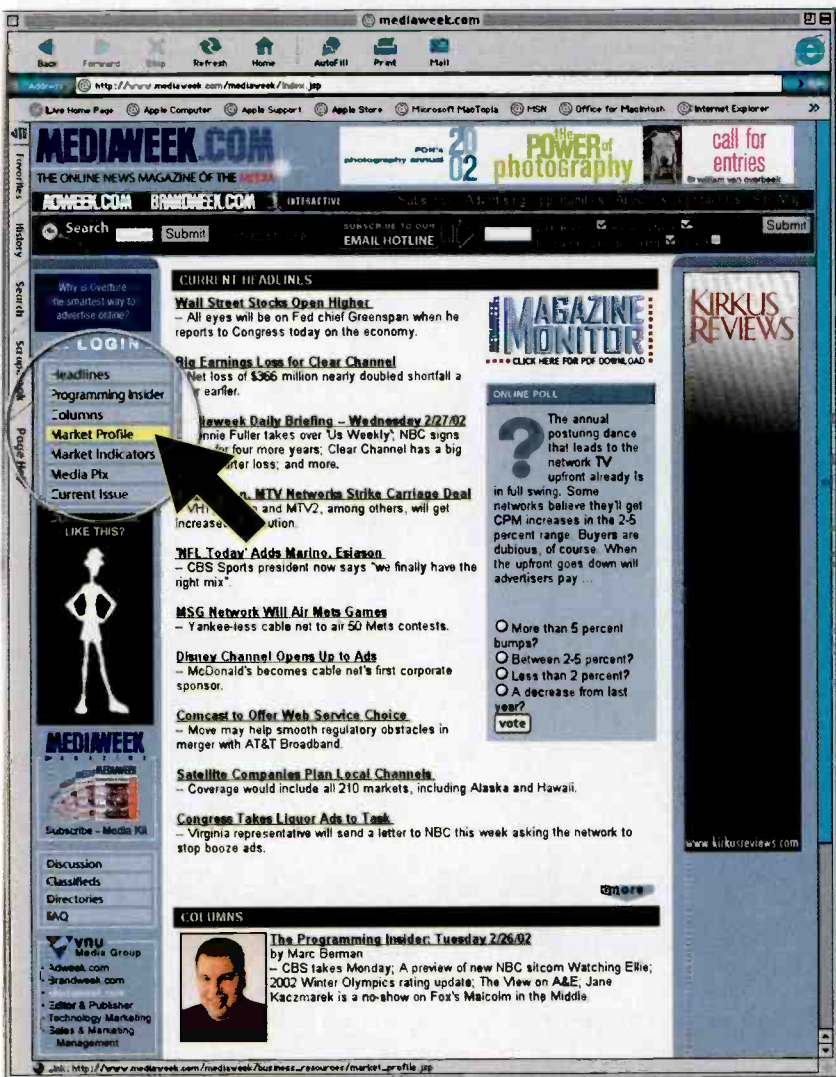 mediaweek.com
Back Forward Stop Refresh Home AutoFill Print Mail
Address: http://www.mediaweek.com/mediaweek/index.jsp
Live Home Page Apple Computer Apple Support Apple Store Microsoft MacTopia MSN Office for Macintosh Internet Explorer
Favorites
History
Search
Scrapbook
MEDIAWEEK.COM
THE ONLINE NEWS MAGAZINE OF THE MEDIA
PDN's
photography annual
2002
the
POWER of
photography
call for
entries
© william van overbeek
ADWEEK.COM BRANDWEEK.COM INTERACTIVE
Search Submit
SUBSCRIBE TO OUR
EMAIL HOTLINE
Submit
Why is Overture
the smartest way to
advertise online?
LOGIN
Headlines
Programming Insider
Columns
Market Profile
Market Indicators
Media Pix
Current Issue
LIKE THIS?
MEDIAWEEK
MAGAZINE
Subscribe - Media Kit
Discussion
Classifieds
Directories
FAQ
vnu
Media Group
Adweek.com
Brandweek.com
Editor & Publisher
Technology Marketing
Sales & Marketing
Management
CURRENT HEADLINES
Wall Street Stocks Open Higher
-- All eyes will be on Fed chief Greenspan when he
reports to Congress today on the economy.
Big Earnings Loss for Clear Channel
Net loss of $366 million nearly doubled shortfall a
earlier.
Daily Briefing -- Wednesday 2/27/02
Fuller takes over 'Us Weekly'; NBC signs
for four more years; Clear Channel has a big
loss; and more.
MTV Networks Strike Carriage Deal
and MTV2, among others, will get
'NFL Today' Adds Marino, Esiason
-- CBS Sports president now says "we finally have the
right mix".
MSG Network Will Air Mets Games
-- Yankee-less cable net to air 50 Mets contests.
Disney Channel Opens Up to Ads
-- McDonald's becomes cable net's first corporate
sponsor.
Comcast to Offer Web Service Choice
-- Move may help smooth regulatory obstacles in
merger with AT&T Broadband.
Satellite Companies Plan Local Channels
-- Coverage would include all 210 markets, including Alaska and Hawaii.
Congress Takes Liquor Ads to Task
-- Virginia representative will send a letter to NBC this week asking the network to
stop booze ads.
more
MAGAZINE
MONITOR
CLICK HERE FOR PDF DOWNLOAD
ONLINE POLL
The annual
posturing dance
that leads to the
network TV
upfront already is
in full swing. Some
networks believe they'll get
CPM increases in the 2-5
percent range. Buyers are
dubious, of course. When
the upfront goes down will
advertisers pay ...
More than 5 percent
bumps?
Between 2-5 percent?
Less than 2 percent?
A decrease from last
year?
vote
KIRKUS
REVIEWS
www.kirkusreviews.com
COLUMNS
The Programming Insider: Tuesday 2/26/02
by Marc Berman
-- CBS takes Monday; A preview of new NBC sitcom Watching Ellie;
2002 Winter Olympics rating update; The View on A&E; Jane
Kaczmarek is a no-show on Fox's Malcolm in the Middle.
Link: http://www.mediaweek.com/mediaweek/business_resources/market_profile.jsp